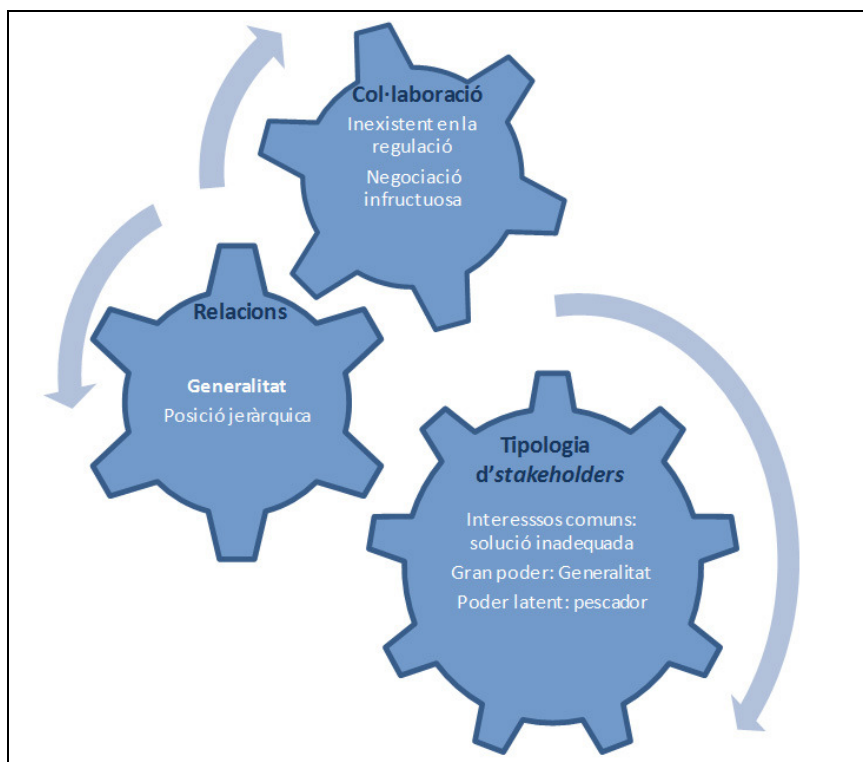 Col·laboració
Inexistent en la
regulació
Negociació
infructuosa
Relacions
Generalitat
Posició jeràrquica
Tipologia
d'stakeholders
Interesssos comuns:
solució inadequada
Gran poder: Generalitat
Poder latent: pescador